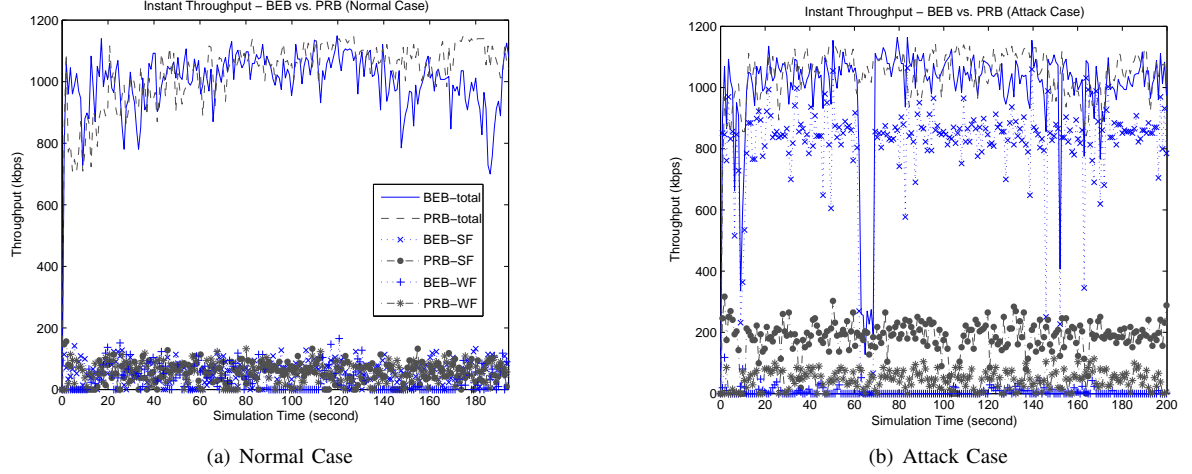 Instant Throughput − BEB vs. PRB (Normal Case)
1200
1000
800
600
400
200
0
Throughput (kbps)
BEB−total
PRB−total
BEB−SF
PRB−SF
BEB−WF
PRB−WF
0 20 40 60 80 100 120 140 160 180
Simulation Time (second)
(a) Normal Case
Instant Throughput − BEB vs. PRB (Attack Case)
1200
1000
800
600
400
200
0
Throughput (kbps)
0 20 40 60 80 100 120 140 160 180 200
Simulation Time (second)
(b) Attack Case